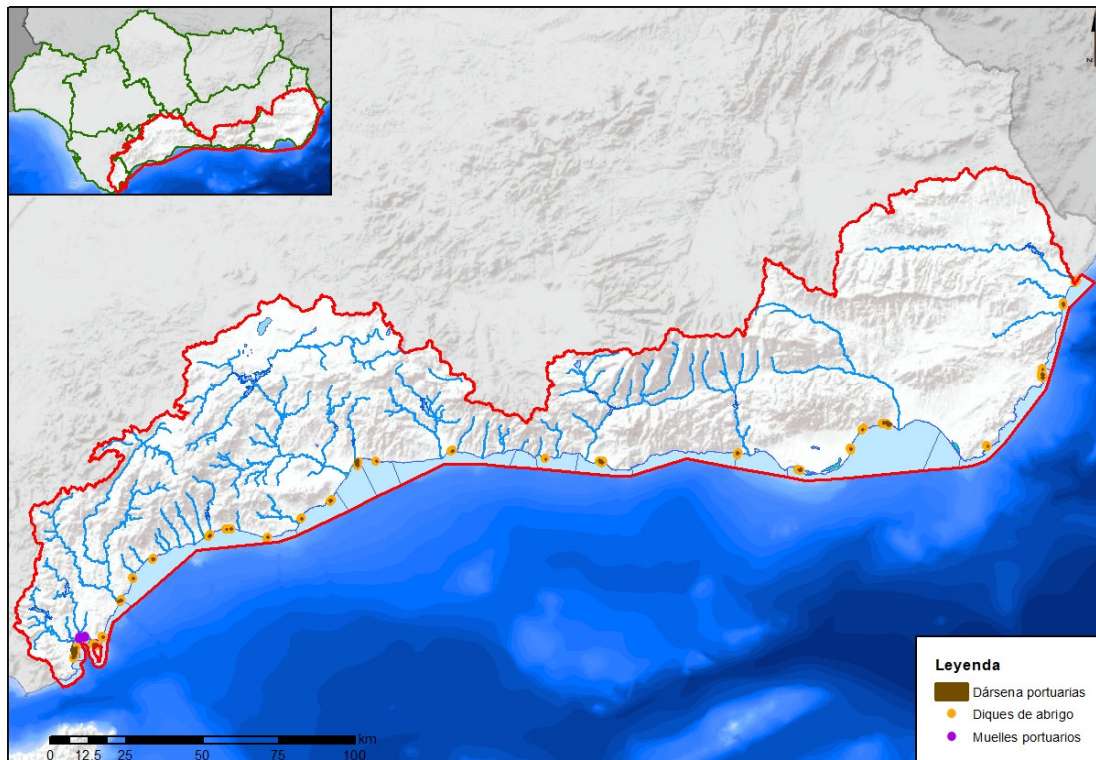 z
Leyenda
Dársena portuarias
Diques de abrigo
Muelles portuarios
km
0 12.5 25 50 75 100